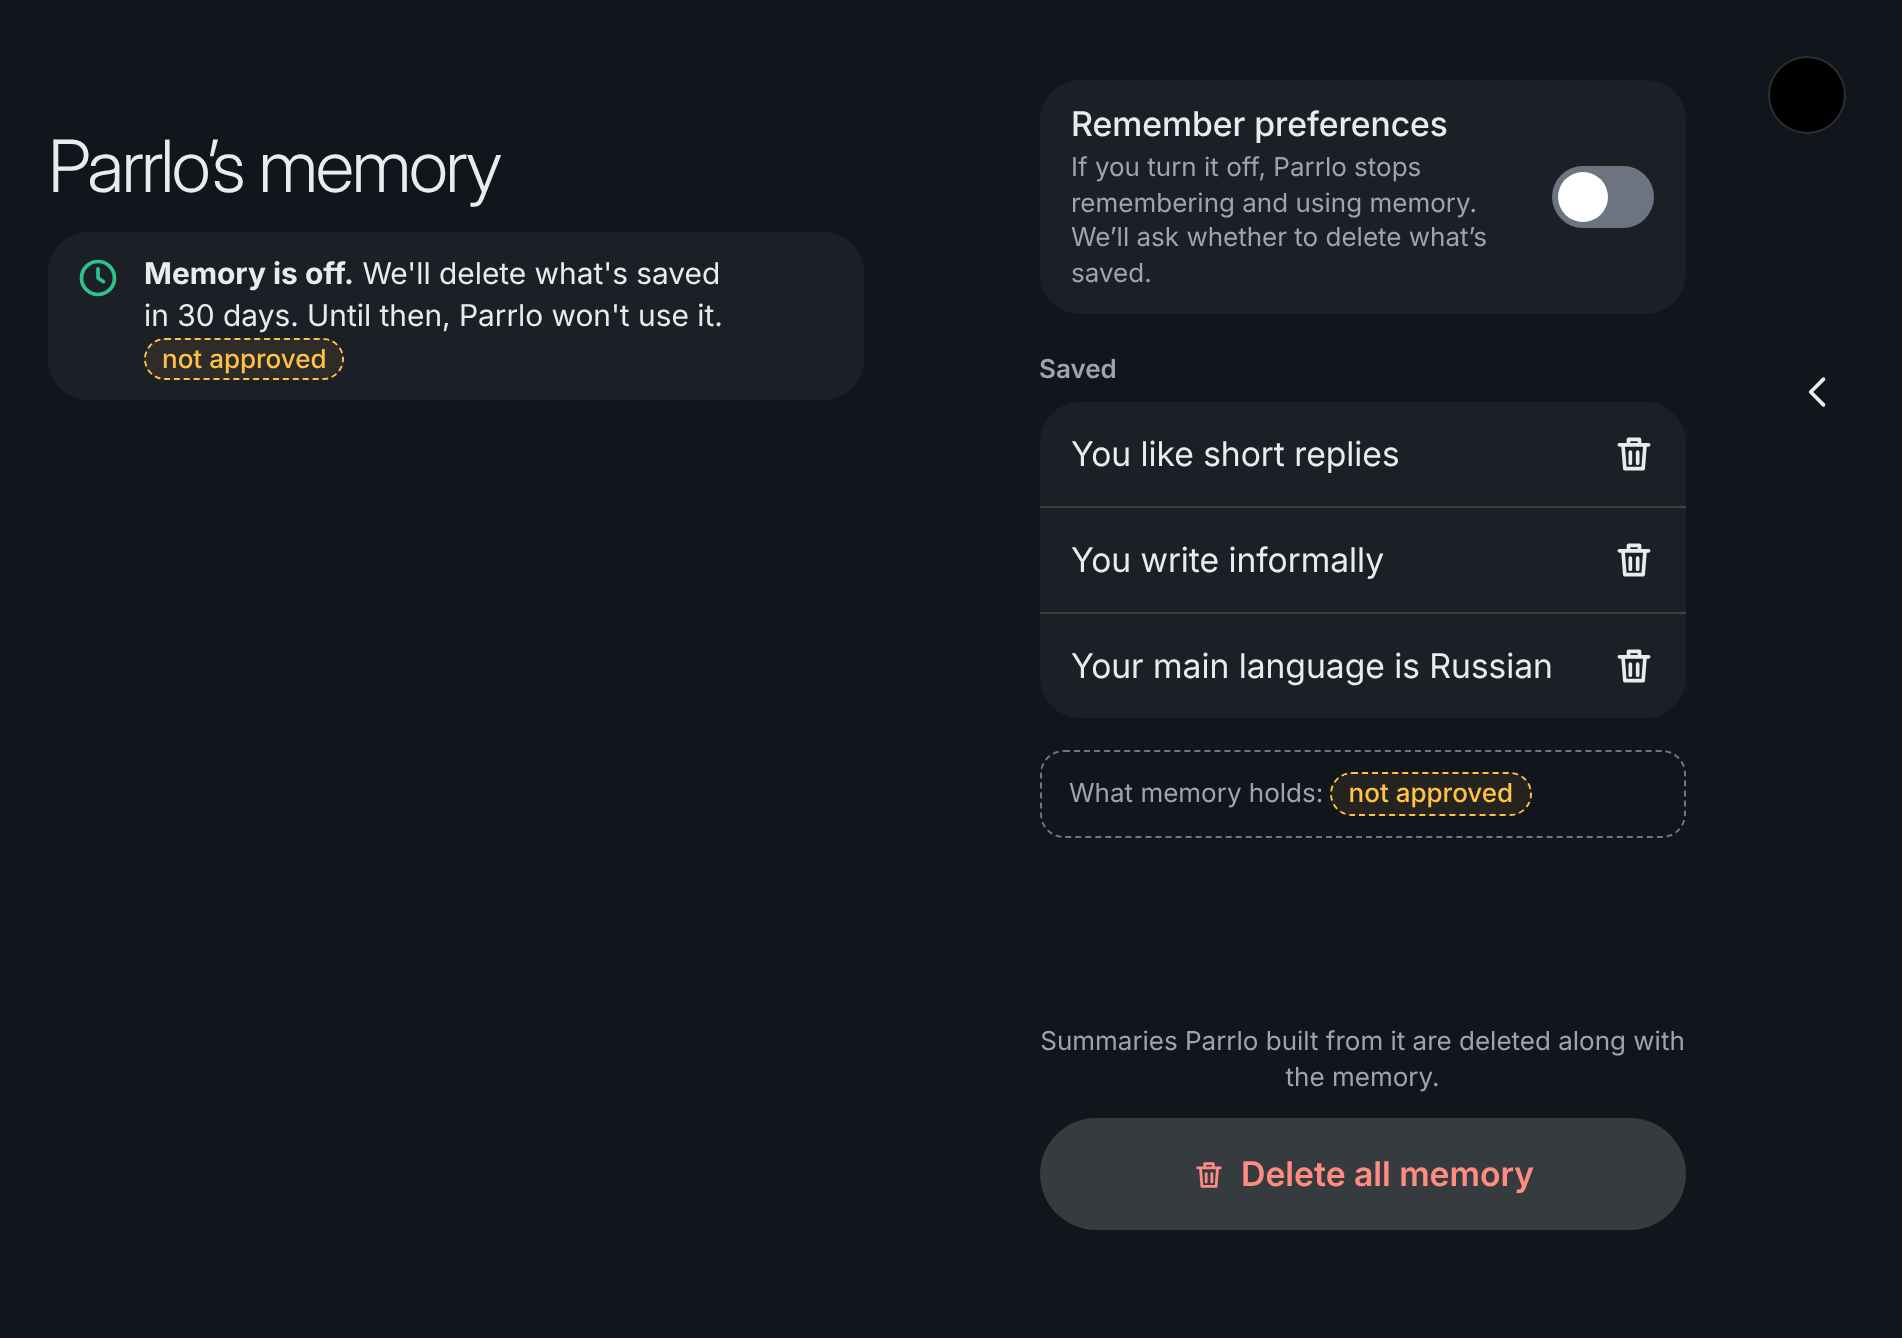 Parrlo’s memory
Memory is off. We'll delete what's saved
in 30 days. Until then, Parrlo won't use it.
not approved
Remember preferences
If you turn it off, Parrlo stops
remembering and using memory.
We’ll ask whether to delete what’s
saved.
Saved
You like short replies
You write informally
Your main language is Russian
What memory holds: not approved
Summaries Parrlo built from it are deleted along with
the memory.
Delete all memory